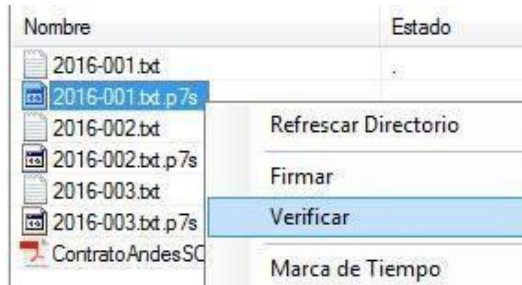 Nombre Estado
2016-001.txt .
2016-001.txt.p7s
2016-002.txt Refrescar Directorio
2016-002.txt.p7s
Firmar
2016-003.txt
2016-003.txt.p7s Verificar
ContratoAndesSC
Marca de Tiempo